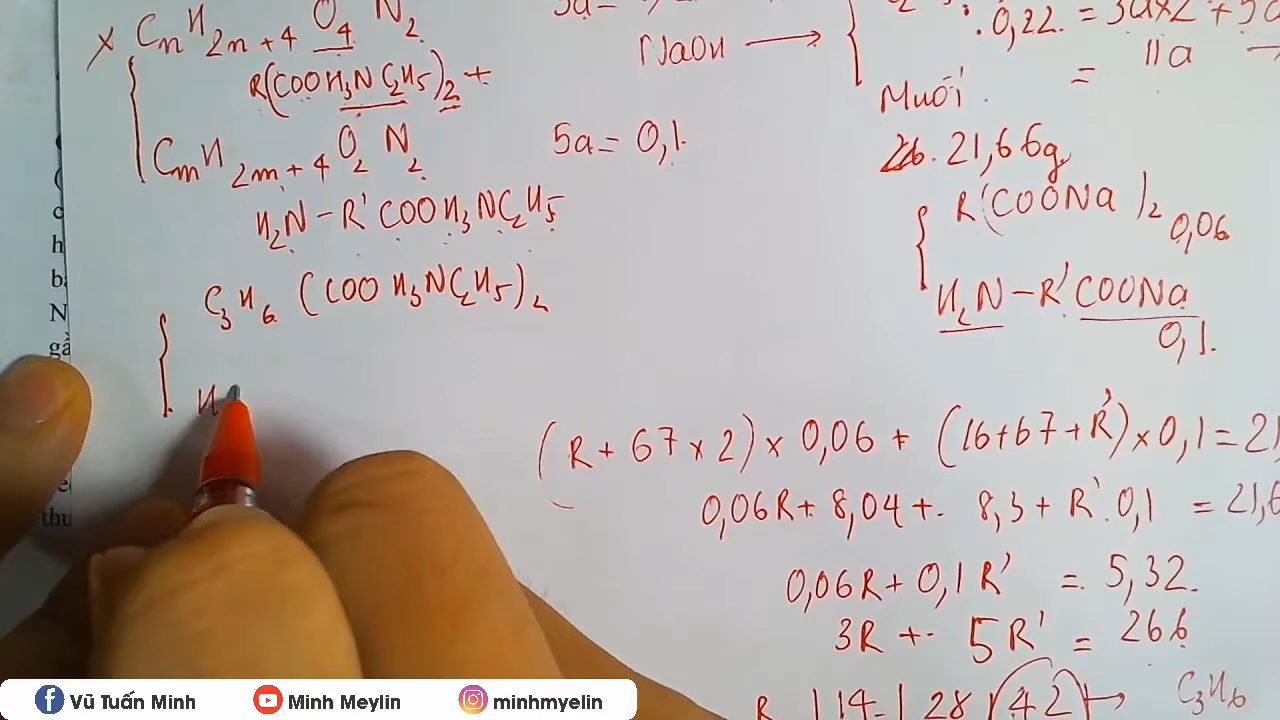 x CnH2n+4 O4 N2
R(COOH3NC2H5)2 +
CmH2m+4 O2 N2
5a = 0,1
H2N - R' COOH3NC2H5
C3H6 (COOH3NC2H5)2
H
NaOH →
: 0,22 = 3a×2 + 5a
= 11a →
Muối
21,66g
R(COONa)2 0,06
H2N - R'COONa
0,1
(R + 67 × 2) × 0,06 + (16+67+R') × 0,1 = 21
0,06R + 8,04 + 8,3 + R'.0,1 = 21,6
0,06R + 0,1R' = 5,32
3R + 5R' = 266
R | 14 | 28 | 42 → C3H6
Vũ Tuấn Minh
Minh Meylin
minhmyelin